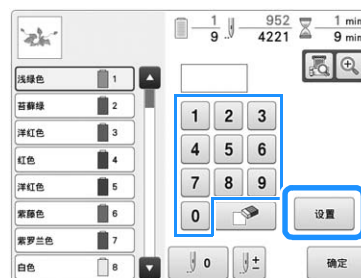 1
9
952
4221
1 min
9 min
浅绿色 1
苔藓绿 2
洋红色 3
红色 4
洋红色 5
紫藤色 6
紫罗兰色 7
白色 8
1 2 3
4 5 6
7 8 9
0
设置
0
+
确定